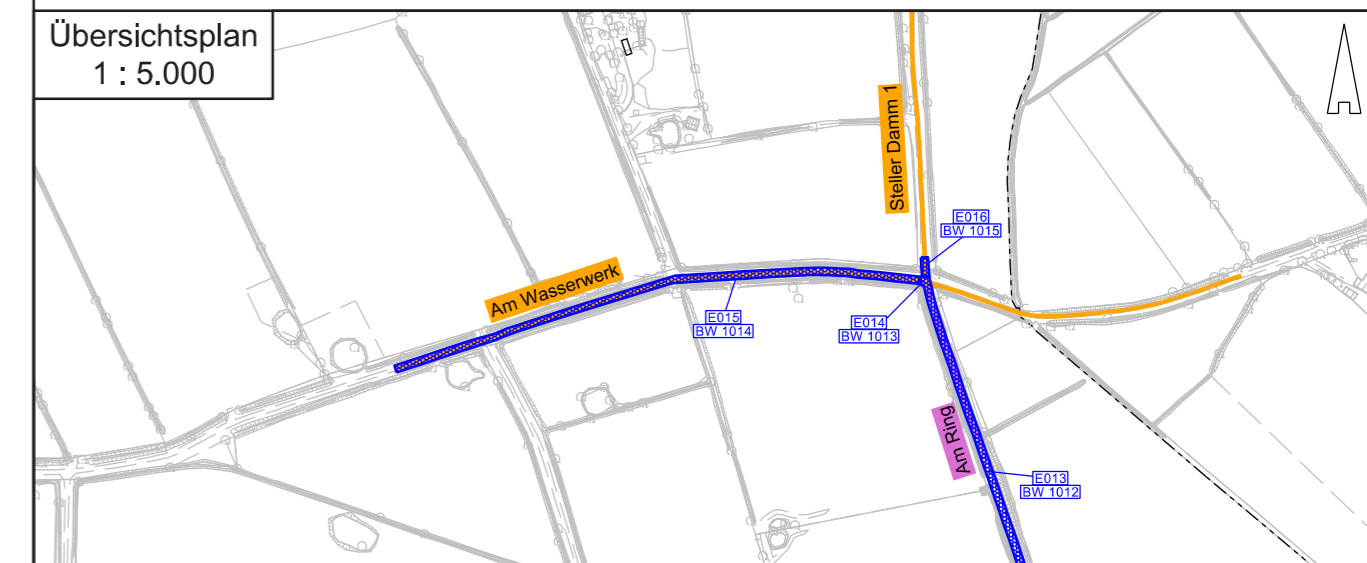 Übersichtsplan
1 : 5.000
Steller Damm 1
E016
BW 1015
Am Wasserwerk
E015
BW 1014
E014
BW 1013
Am Ring
E013
BW 1012